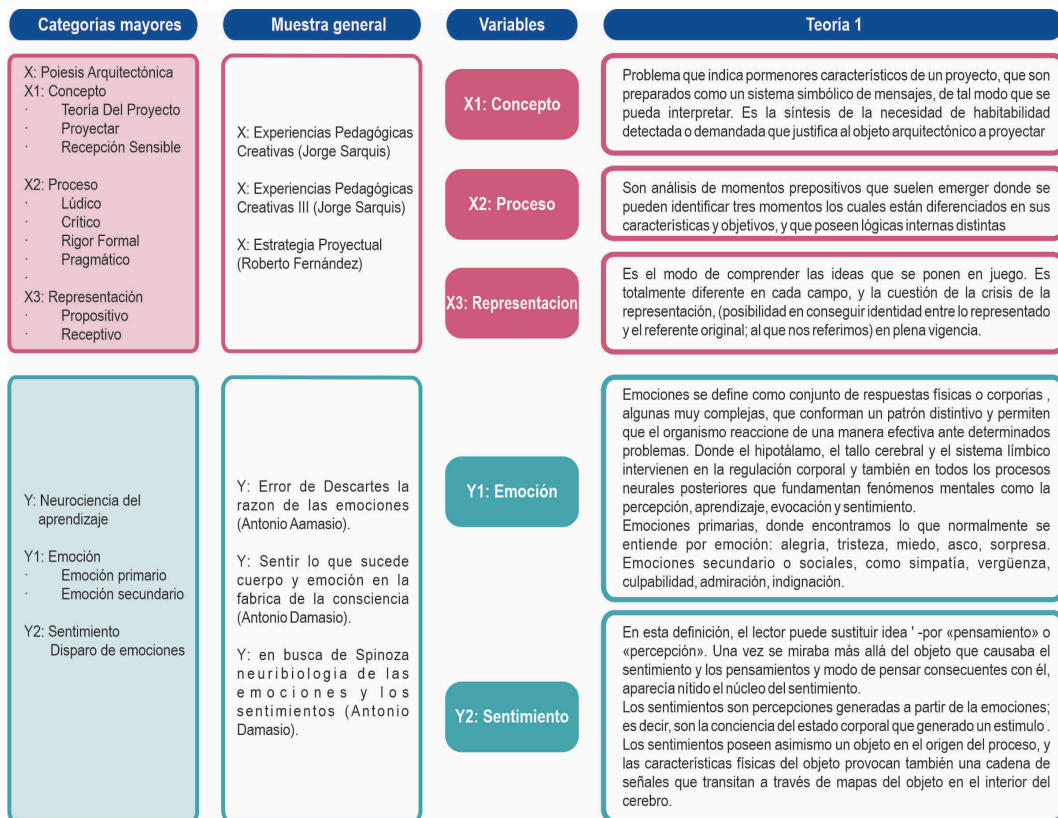 Categorias mayores
Muestra general
Variables
Teoría 1
X: Poiesis Arquitectónica
X1: Concepto
· Teoría Del Proyecto
· Proyectar
· Recepción Sensible
X2: Proceso
· Lúdico
· Crítico
· Rigor Formal
· Pragmático
·
X3: Representación
· Propositivo
· Receptivo
X: Experiencias Pedagógicas
Creativas (Jorge Sarquis)
X: Experiencias Pedagógicas
Creativas III (Jorge Sarquis)
X: Estrategia Proyectual
(Roberto Fernández)
X1: Concepto
Problema que indica pormenores característicos de un proyecto, que son
preparados como un sistema simbólico de mensajes, de tal modo que se
pueda interpretar. Es la síntesis de la necesidad de habitabilidad
detectada o demandada que justifica al objeto arquitectónico a proyectar
X2: Proceso
Son análisis de momentos prepositivos que suelen emerger donde se
pueden identificar tres momentos los cuales están diferenciados en sus
características y objetivos, y que poseen lógicas internas distintas
X3: Representacion
Es el modo de comprender las ideas que se ponen en juego. Es
totalmente diferente en cada campo, y la cuestión de la crisis de la
representación, (posibilidad en conseguir identidad entre lo representado
y el referente original; al que nos referimos) en plena vigencia.
Y: Neurociencia del
aprendizaje
Y1: Emoción
· Emoción primario
· Emoción secundario
Y2: Sentimiento
Disparo de emociones
Y: Error de Descartes la
razon de las emociones
(Antonio Aamasio).
Y: Sentir lo que sucede
cuerpo y emoción en la
fabrica de la consciencia
(Antonio Damasio).
Y: en busca de Spinoza
neuribiologia de las
emociones y los
sentimientos (Antonio
Damasio).
Y1: Emoción
Emociones se define como conjunto de respuestas físicas o corporias ,
algunas muy complejas, que conforman un patrón distintivo y permiten
que el organismo reaccione de una manera efectiva ante determinados
problemas. Donde el hipotálamo, el tallo cerebral y el sistema límbico
intervienen en la regulación corporal y también en todos los procesos
neurales posteriores que fundamentan fenómenos mentales como la
percepción, aprendizaje, evocación y sentimiento.
Emociones primarias, donde encontramos lo que normalmente se
entiende por emoción: alegría, tristeza, miedo, asco, sorpresa.
Emociones secundario o sociales, como simpatía, vergüenza,
culpabilidad, admiración, indignación.
Y2: Sentimiento
En esta definición, el lector puede sustituir idea ' -por «pensamiento» o
«percepción». Una vez se miraba más allá del objeto que causaba el
sentimiento y los pensamientos y modo de pensar consecuentes con él,
aparecía nítido el núcleo del sentimiento.
Los sentimientos son percepciones generadas a partir de la emociones;
es decir, son la conciencia del estado corporal que generado un estimulo .
Los sentimientos poseen asimismo un objeto en el origen del proceso, y
las características físicas del objeto provocan también una cadena de
señales que transitan a través de mapas del objeto en el interior del
cerebro.